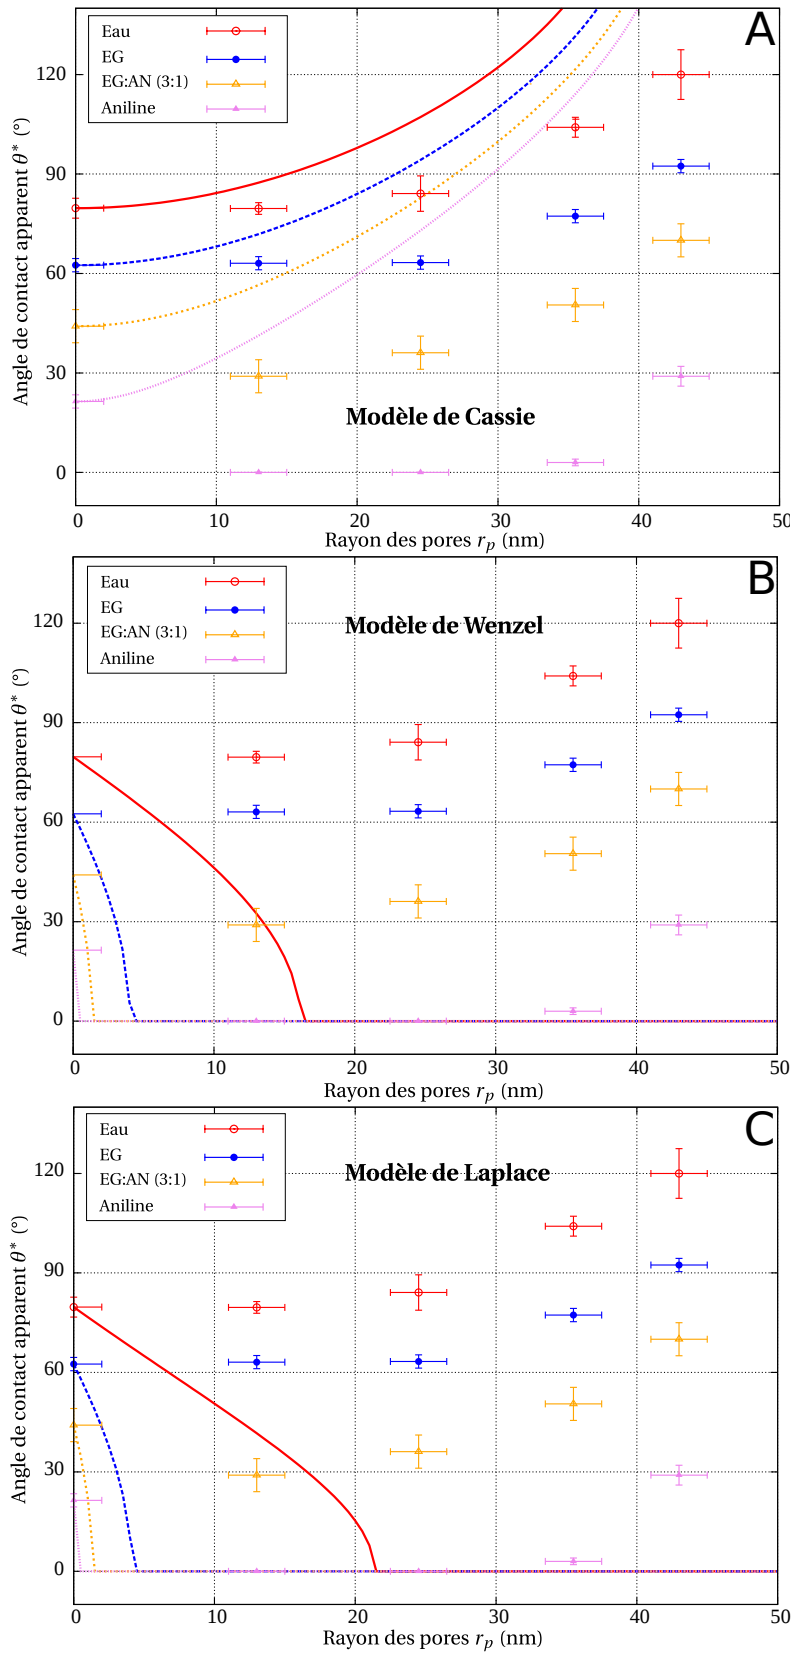 A
Eau
EG
EG:AN (3:1)
Aniline
120
90
60
30
0
Angle de contact apparent θ* (°)
Modèle de Cassie
0 10 20 30 40 50
Rayon des pores rₚ (nm)
B
Eau
EG
EG:AN (3:1)
Aniline
Modèle de Wenzel
120
90
60
30
0
Angle de contact apparent θ* (°)
0 10 20 30 40 50
Rayon des pores rₚ (nm)
C
Eau
EG
EG:AN (3:1)
Aniline
Modèle de Laplace
120
90
60
30
0
Angle de contact apparent θ* (°)
0 10 20 30 40 50
Rayon des pores rₚ (nm)